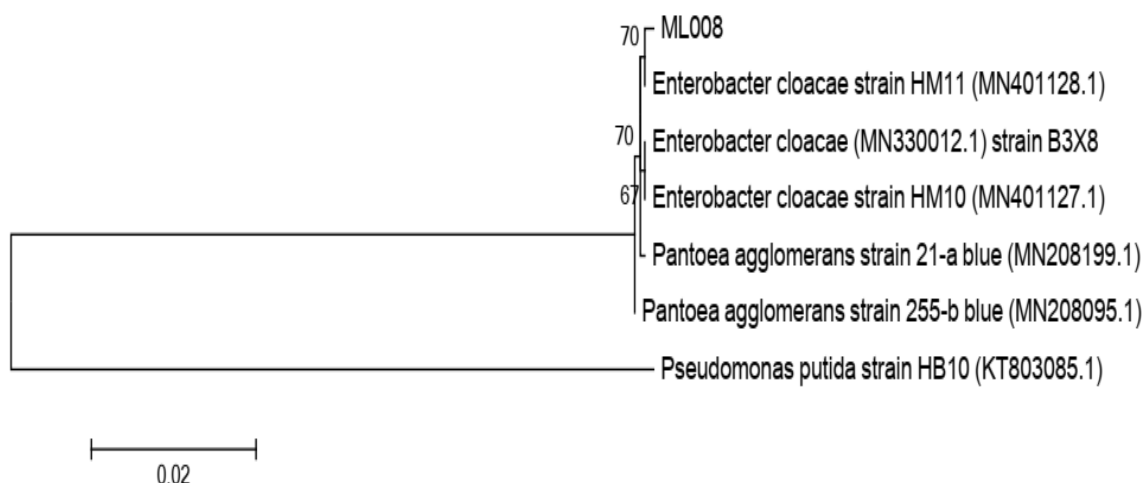 70
ML008
Enterobacter cloacae strain HM11 (MN401128.1)
70
Enterobacter cloacae (MN330012.1) strain B3X8
67
Enterobacter cloacae strain HM10 (MN401127.1)
Pantoea agglomerans strain 21-a blue (MN208199.1)
Pantoea agglomerans strain 255-b blue (MN208095.1)
Pseudomonas putida strain HB10 (KT803085.1)
0.02